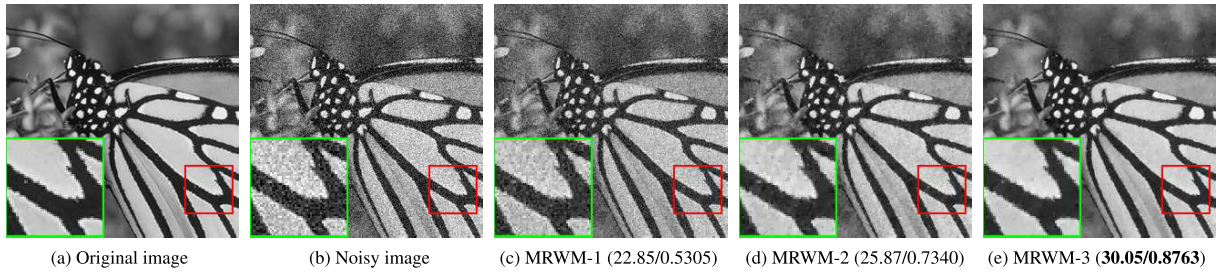 (a) Original image
(b) Noisy image
(c) MRWM-1 (22.85/0.5305)
(d) MRWM-2 (25.87/0.7340)
(e) MRWM-3 (30.05/0.8763)